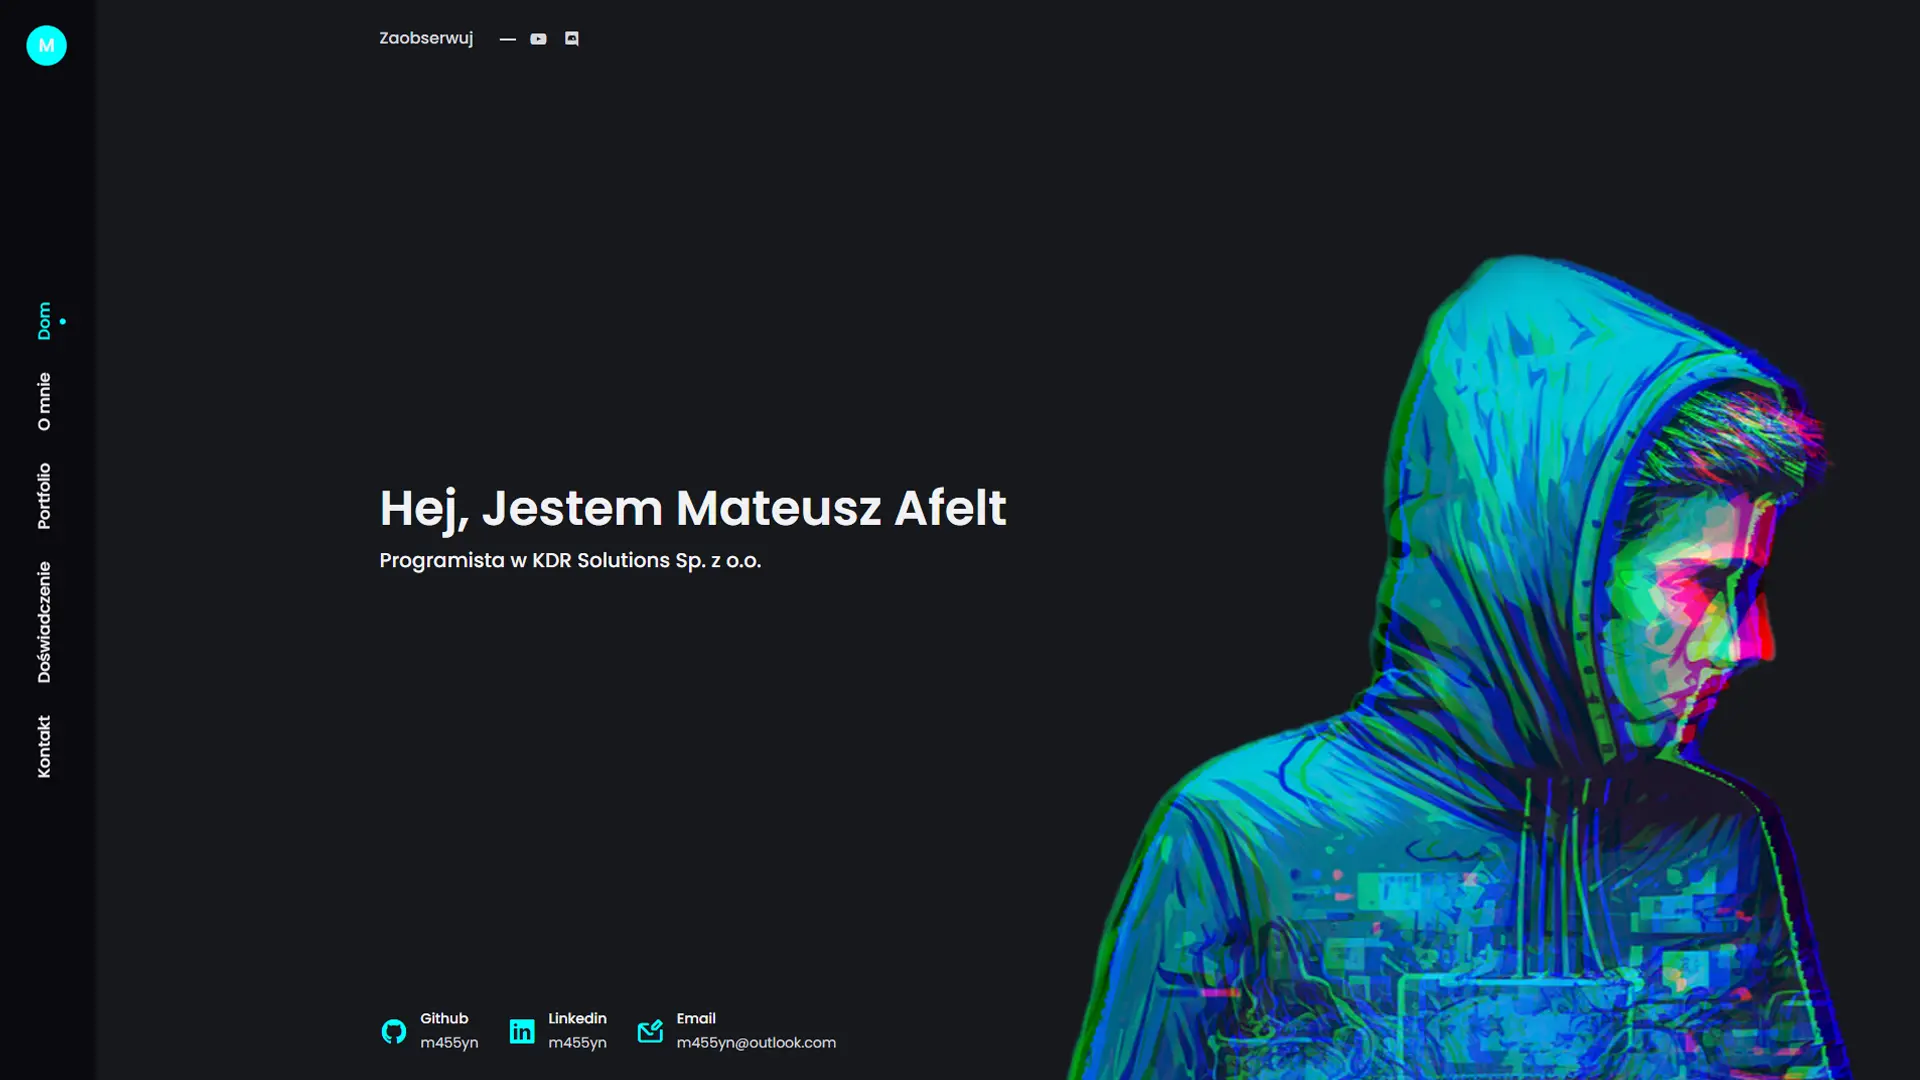 M
Zaobserwuj
Dom
O mnie
Portfolio
Doświadczenie
Kontakt
Hej, Jestem Mateusz Afelt
Programista w KDR Solutions Sp. z o.o.
Github
m455yn
Linkedin
m455yn
Email
m455yn@outlook.com